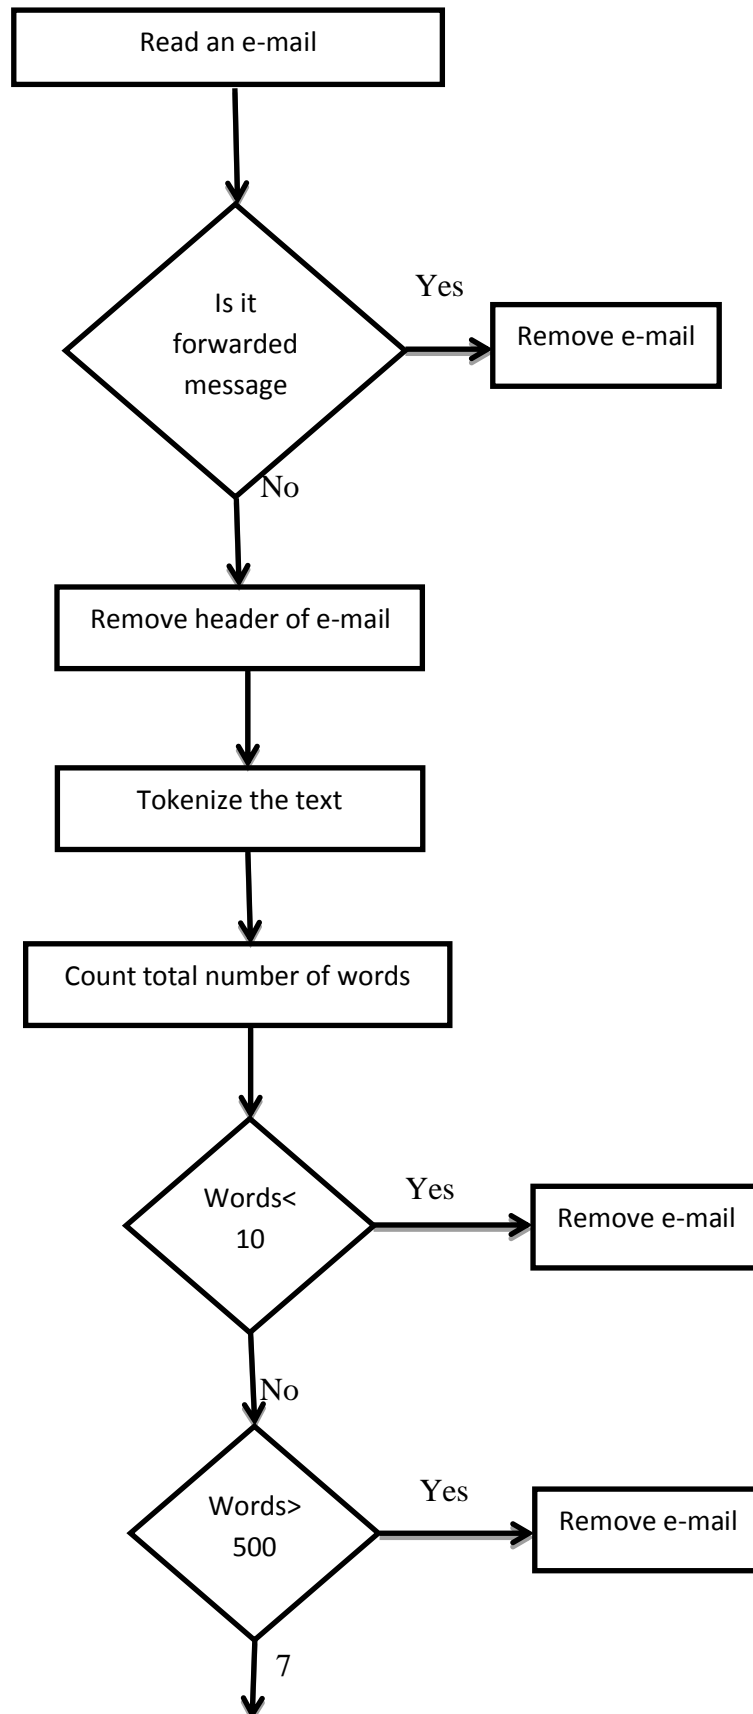 Read an e-mail
Is it
forwarded
message
Yes
Remove e-mail
No
Remove header of e-mail
Tokenize the text
Count total number of words
Words<
10
Yes
Remove e-mail
No
Words>
500
Yes
Remove e-mail
7